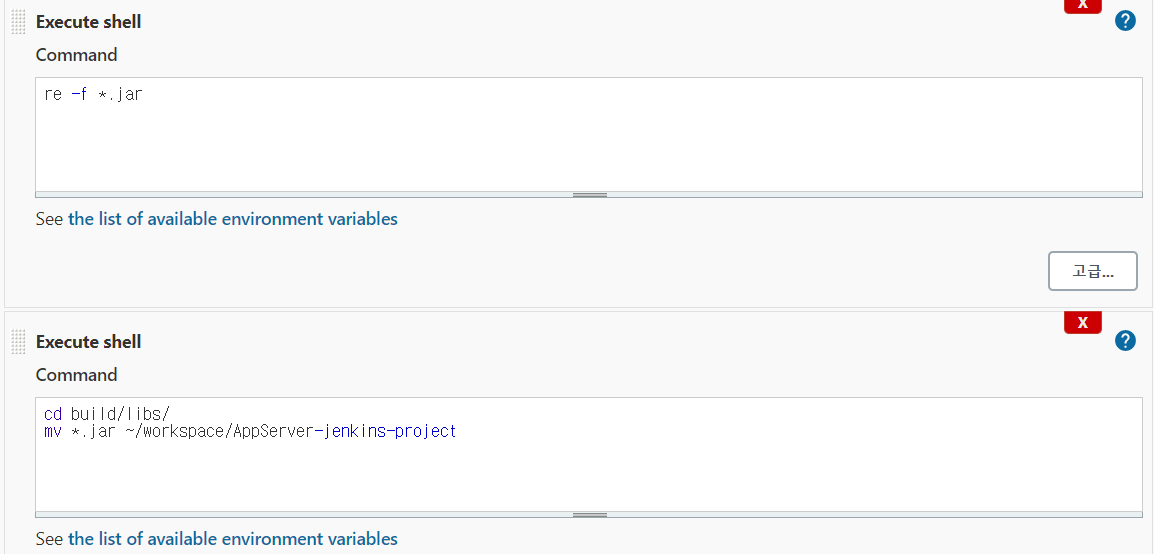 X
Execute shell
?
Command
re -f *.jar
See the list of available environment variables
고급...
X
Execute shell
?
Command
cd build/libs/
mv *.jar ~/workspace/AppServer-jenkins-project
See the list of available environment variables